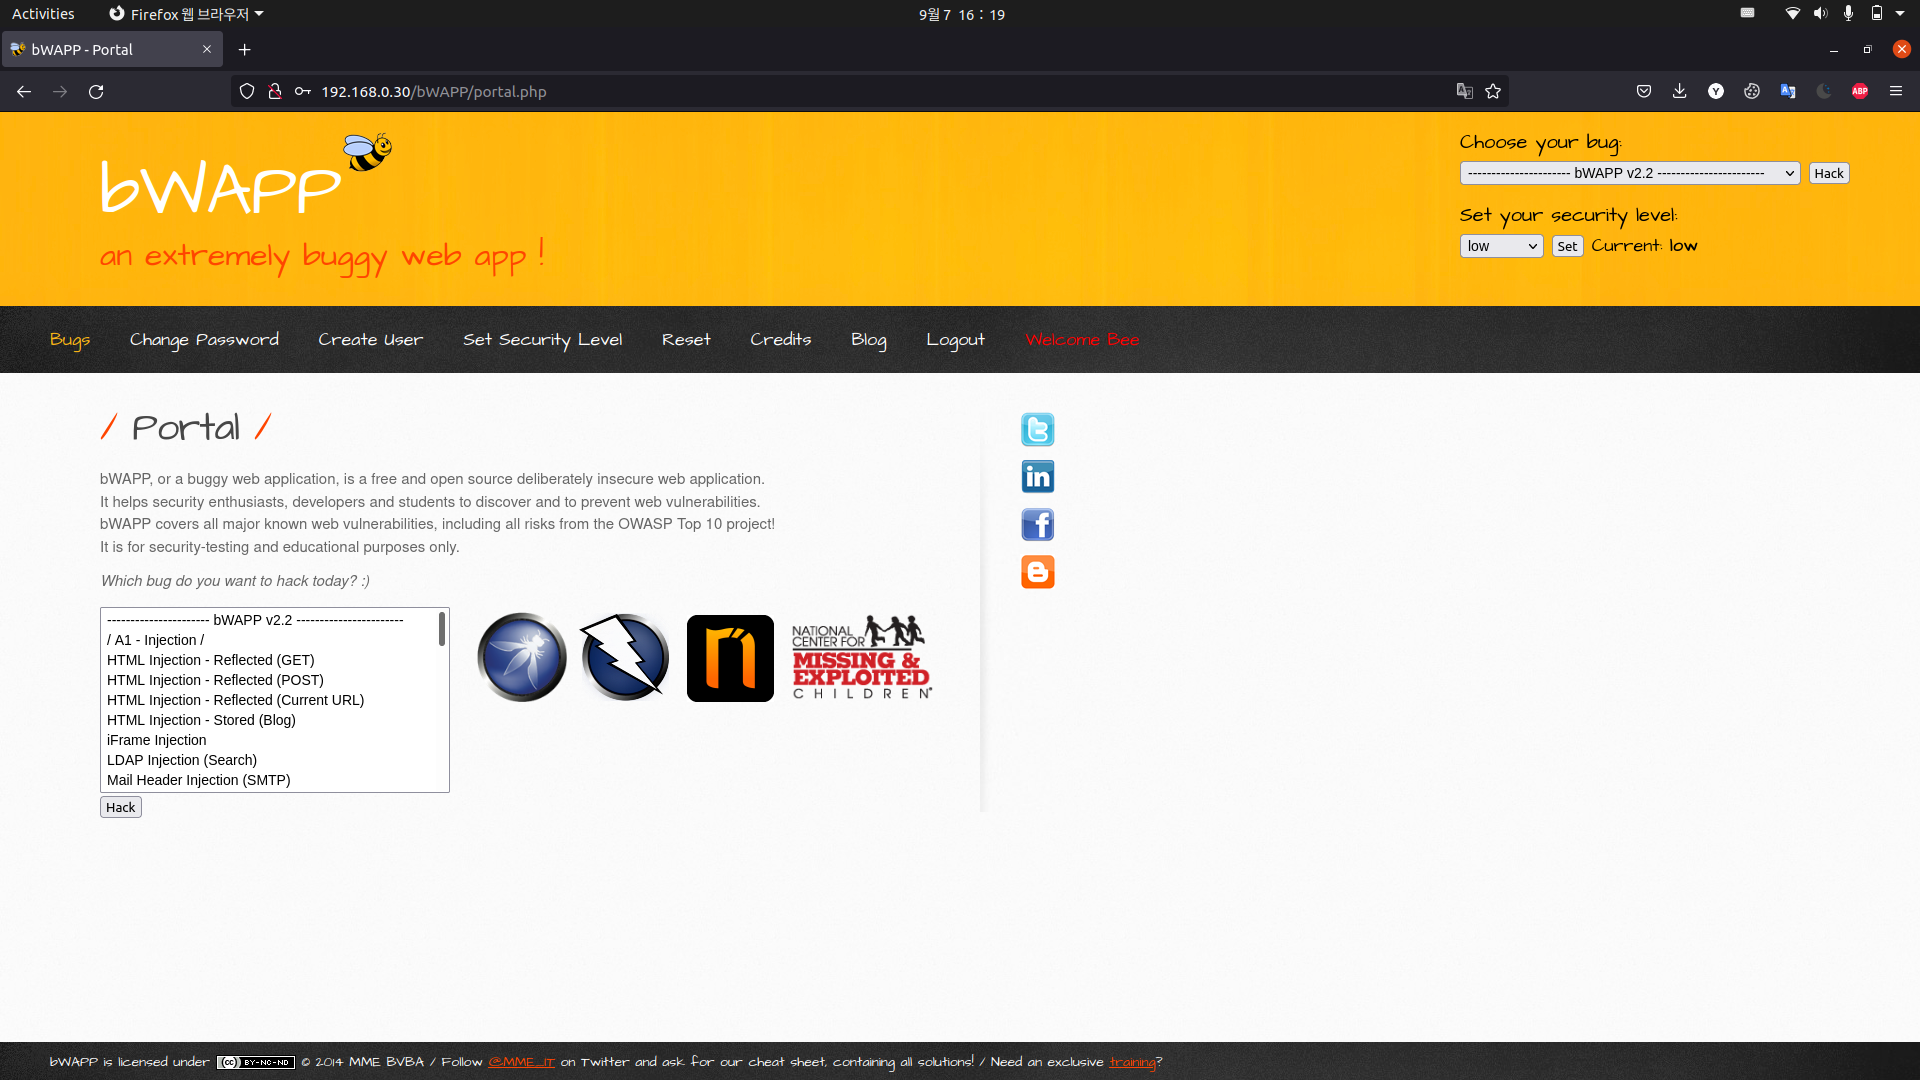 Activities
Firefox 웹 브라우저
9월 7 16 : 19
bWAPP - Portal
192.168.0.30/bWAPP/portal.php
ABP
bWAPP
an extremely buggy web app !
Choose your bug:
---------------------- bWAPP v2.2 -----------------------
Hack
Set your security level:
low
Set
Current: low
Bugs
Change Password
Create User
Set Security Level
Reset
Credits
Blog
Logout
Welcome Bee
/ Portal /
bWAPP, or a buggy web application, is a free and open source deliberately insecure web application.
It helps security enthusiasts, developers and students to discover and to prevent web vulnerabilities.
bWAPP covers all major known web vulnerabilities, including all risks from the OWASP Top 10 project!
It is for security-testing and educational purposes only.
Which bug do you want to hack today? :)
---------------------- bWAPP v2.2 -----------------------
/ A1 - Injection /
HTML Injection - Reflected (GET)
HTML Injection - Reflected (POST)
HTML Injection - Reflected (Current URL)
HTML Injection - Stored (Blog)
iFrame Injection
LDAP Injection (Search)
Mail Header Injection (SMTP)
Hack
NATIONAL
CENTER FOR
MISSING &
EXPLOITED
CHILDREN
bWAPP is licensed under (cc) BY-NC-ND © 2014 MME BVBA / Follow @MME_IT on Twitter and ask for our cheat sheet, containing all solutions! / Need an exclusive training?